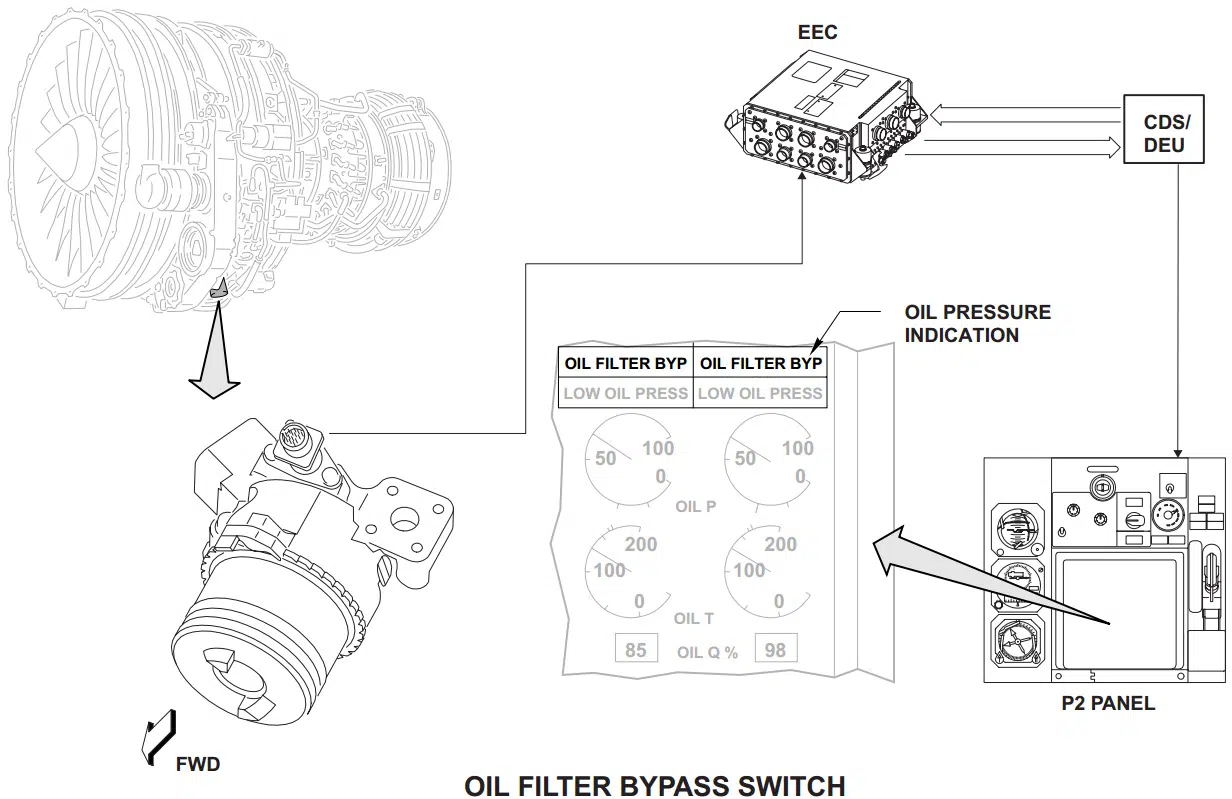 EEC
CDS/
DEU
OIL PRESSURE
INDICATION
OIL FILTER BYP OIL FILTER BYP
LOW OIL PRESS LOW OIL PRESS
100 100
50 50
0 0
OIL P
200 200
100 100
0 0
OIL T
85 OIL Q % 98
P2 PANEL
FWD
OIL FILTER BYPASS SWITCH